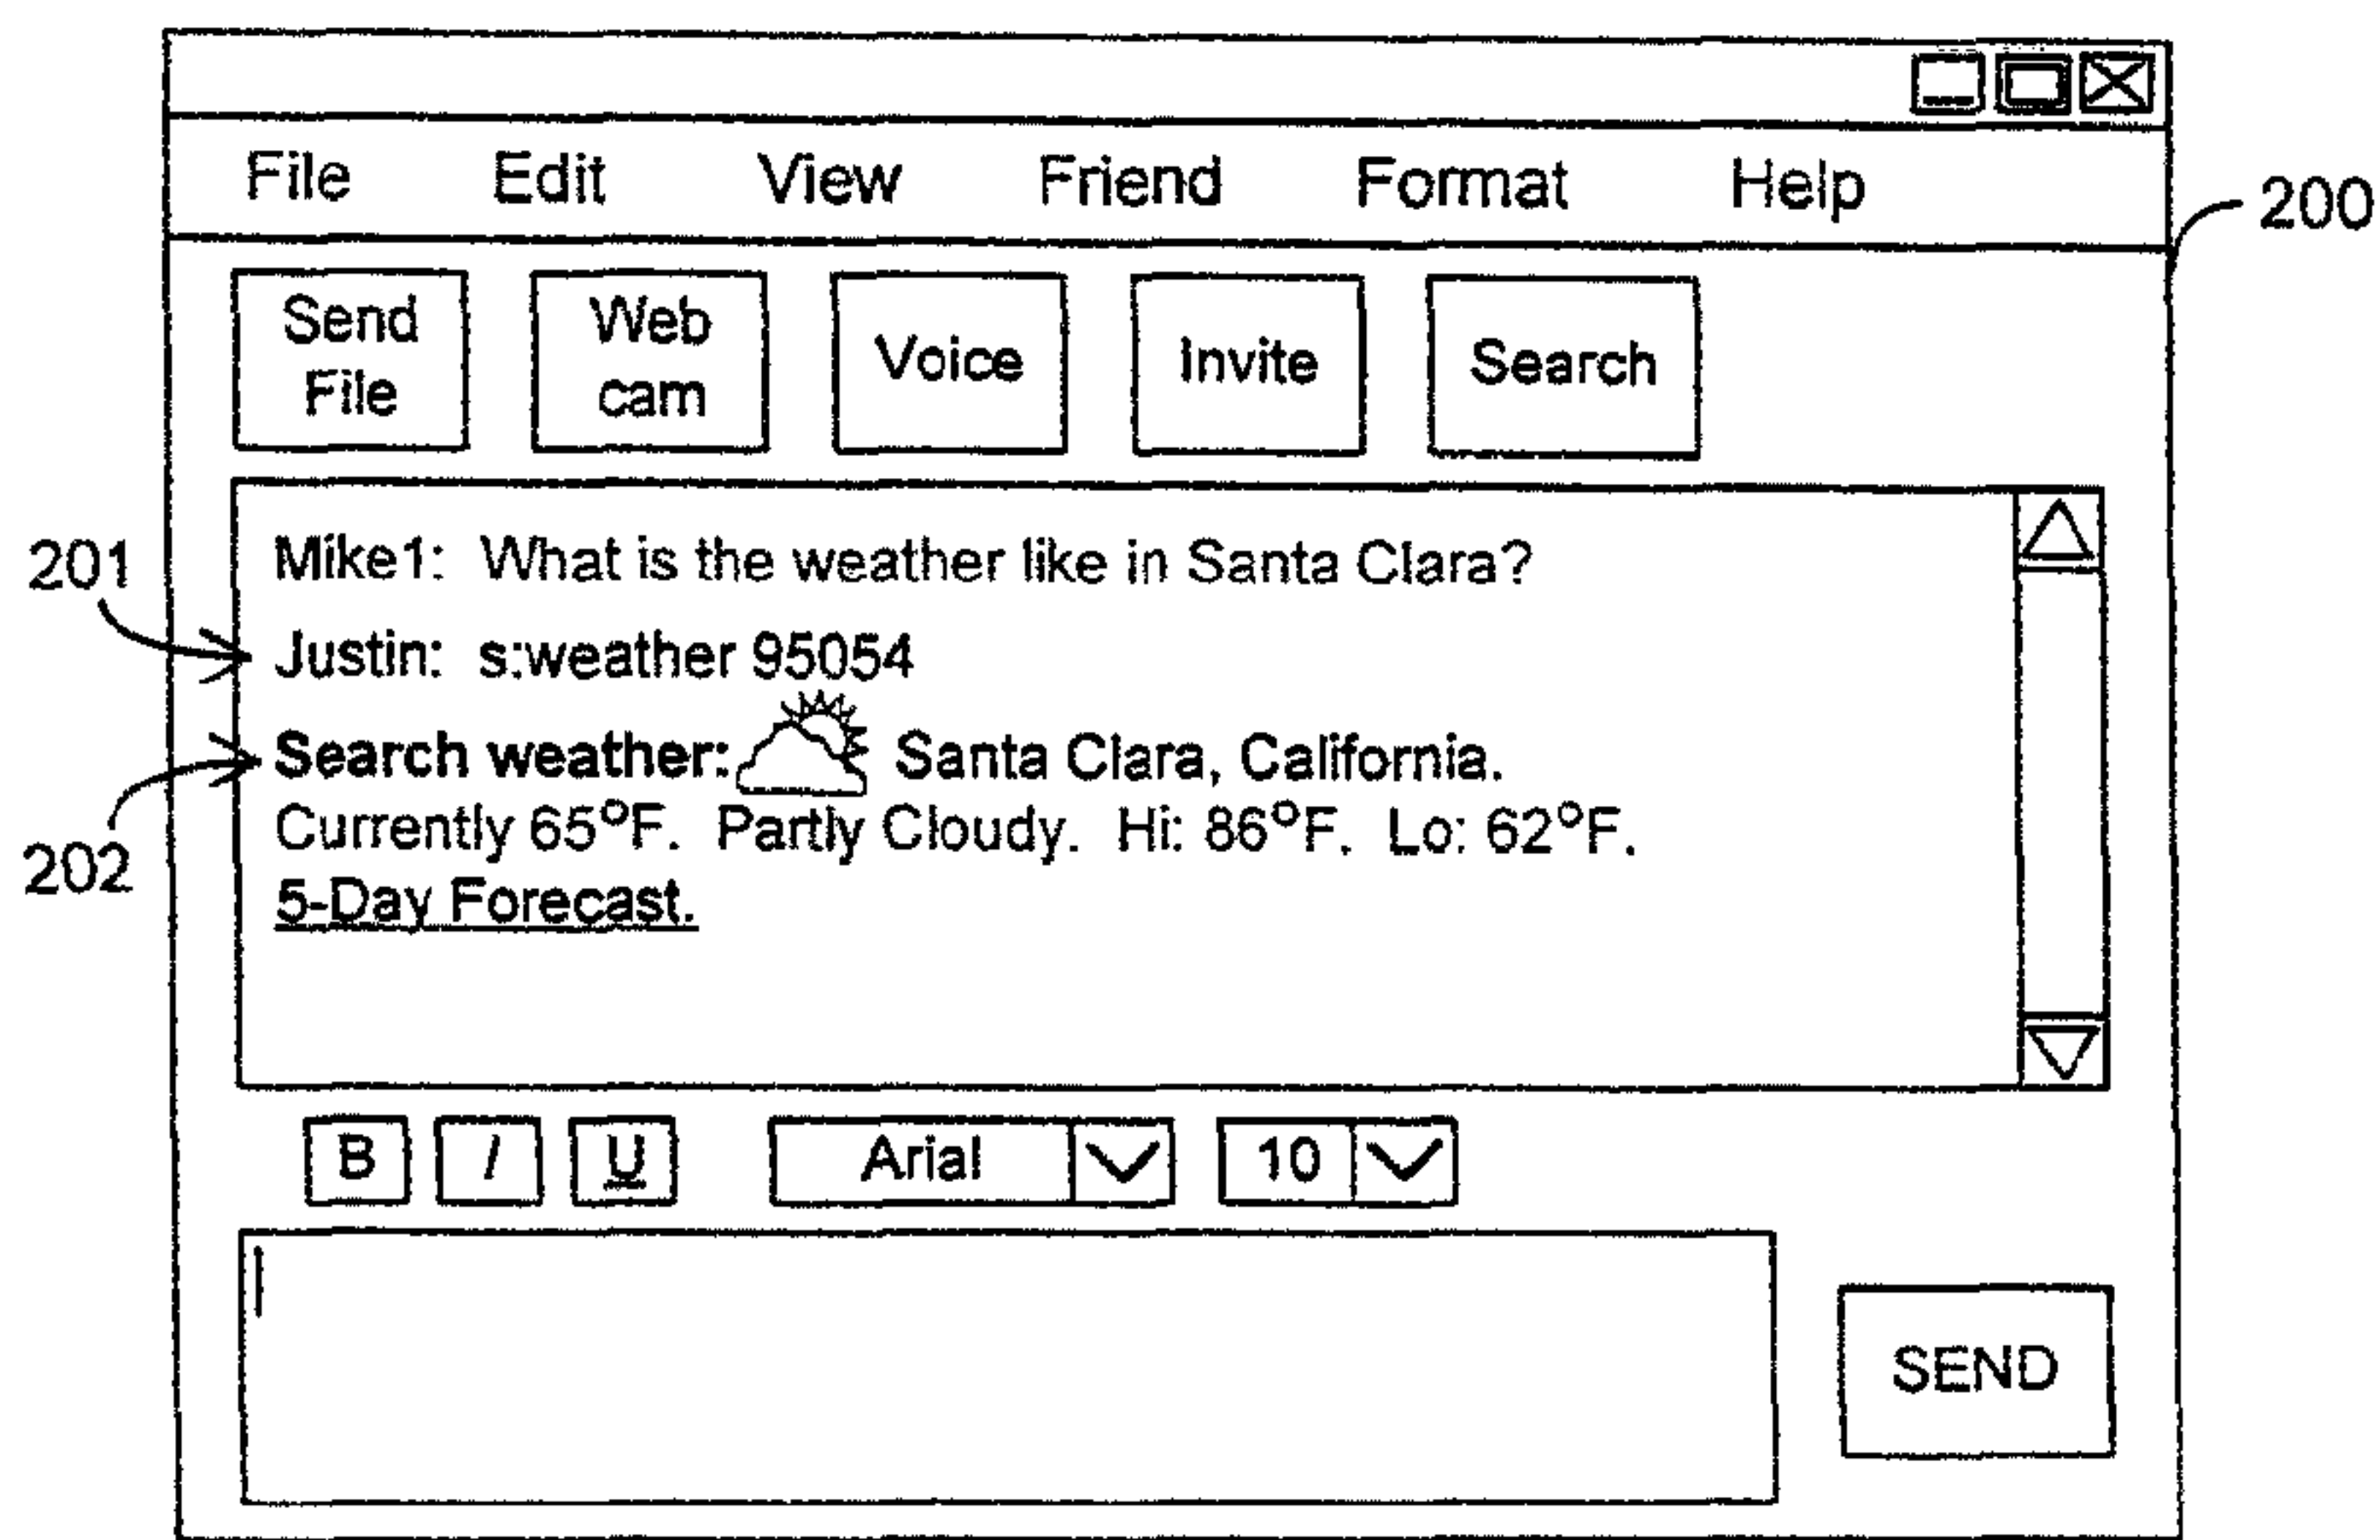 File Edit View Friend Format Help
200
Send File
Web cam
Voice
Invite
Search
201
Mike1: What is the weather like in Santa Clara?
Justin: s:weather 95054
Search weather: Santa Clara, California.
202
Currently 65°F. Partly Cloudy. Hi: 86°F. Lo: 62°F.
5-Day Forecast.
B I U Arial 10
SEND